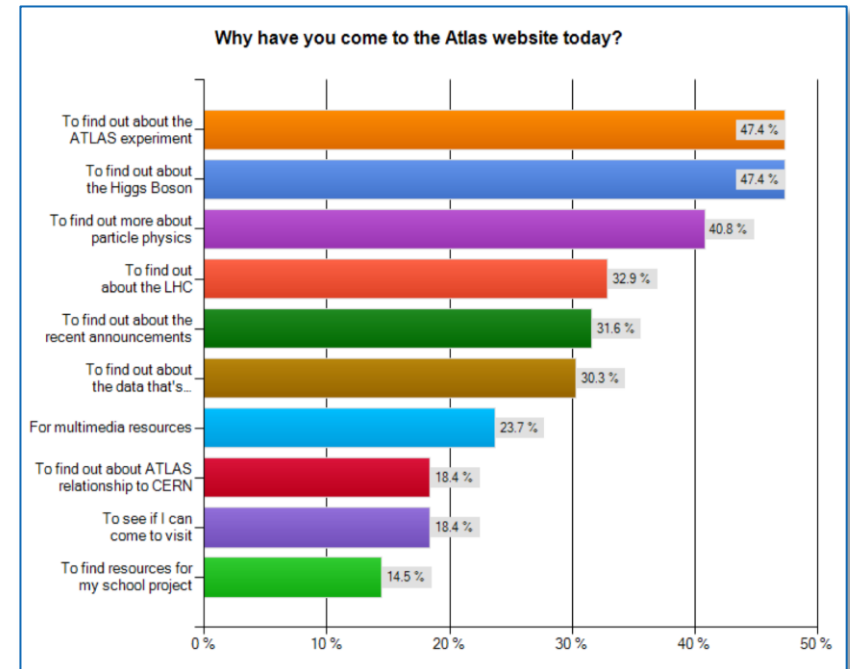 Why have you come to the Atlas website today?
To find out about the
ATLAS experiment
47.4 %
To find out about
the Higgs Boson
47.4 %
To find out more about
particle physics
40.8 %
To find out
about the LHC
32.9 %
To find out about the
recent announcements
31.6 %
To find out about
the data that's...
30.3 %
For multimedia resources
23.7 %
To find out about ATLAS
relationship to CERN
18.4 %
To see if I can
come to visit
18.4 %
To find resources for
my school project
14.5 %
0 %
10 %
20 %
30 %
40 %
50 %